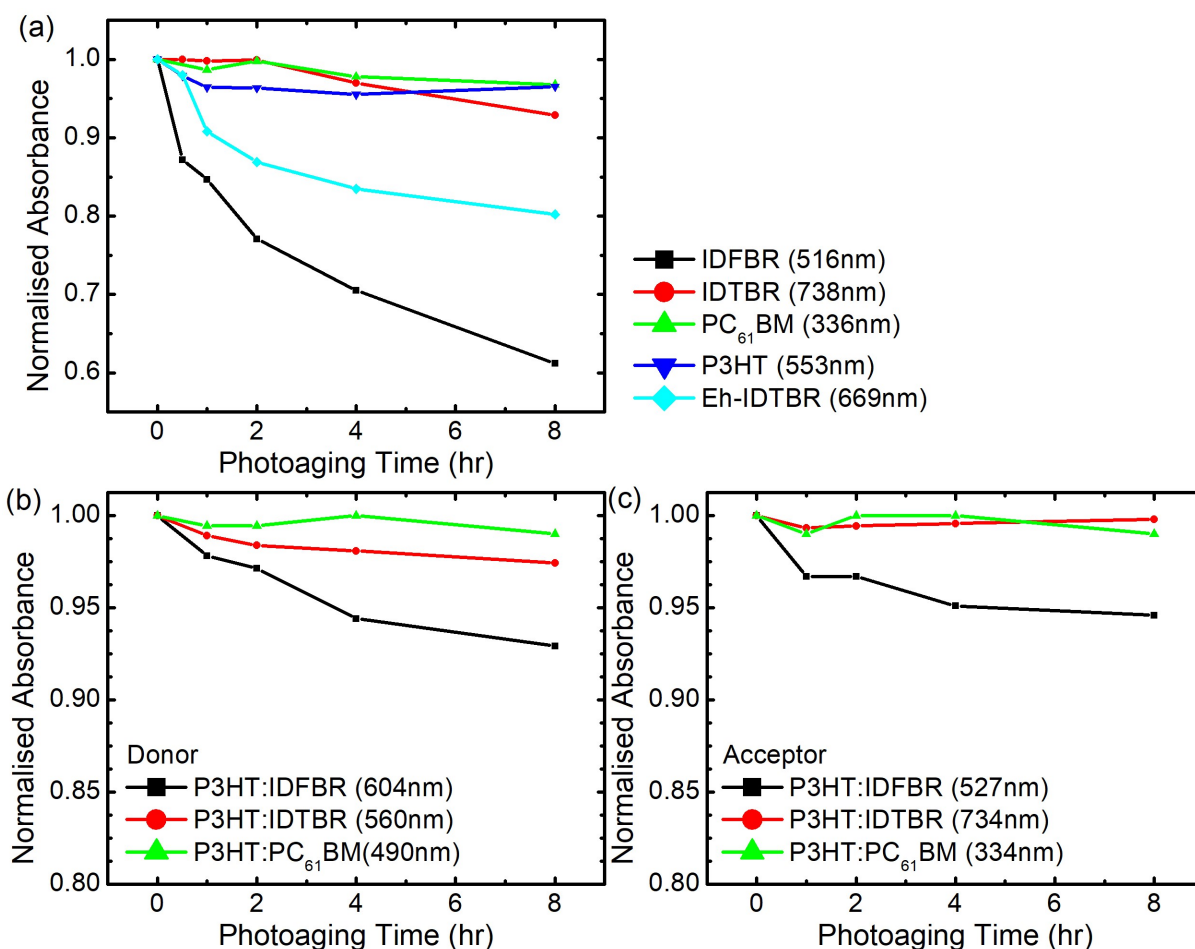 (a)
1.0
0.9
0.8
0.7
0.6
Normalised Absorbance
0 2 4 6 8
Photoaging Time (hr)
IDFBR (516nm)
IDTBR (738nm)
PC61BM (336nm)
P3HT (553nm)
Eh-IDTBR (669nm)
(b)
1.00
0.95
0.90
0.85
0.80
Normalised Absorbance
Donor
P3HT:IDFBR (604nm)
P3HT:IDTBR (560nm)
P3HT:PC61BM(490nm)
0 2 4 6 8
Photoaging Time (hr)
(c)
1.00
0.95
0.90
0.85
0.80
Normalised Absorbance
Acceptor
P3HT:IDFBR (527nm)
P3HT:IDTBR (734nm)
P3HT:PC61BM (334nm)
0 2 4 6 8
Photoaging Time (hr)